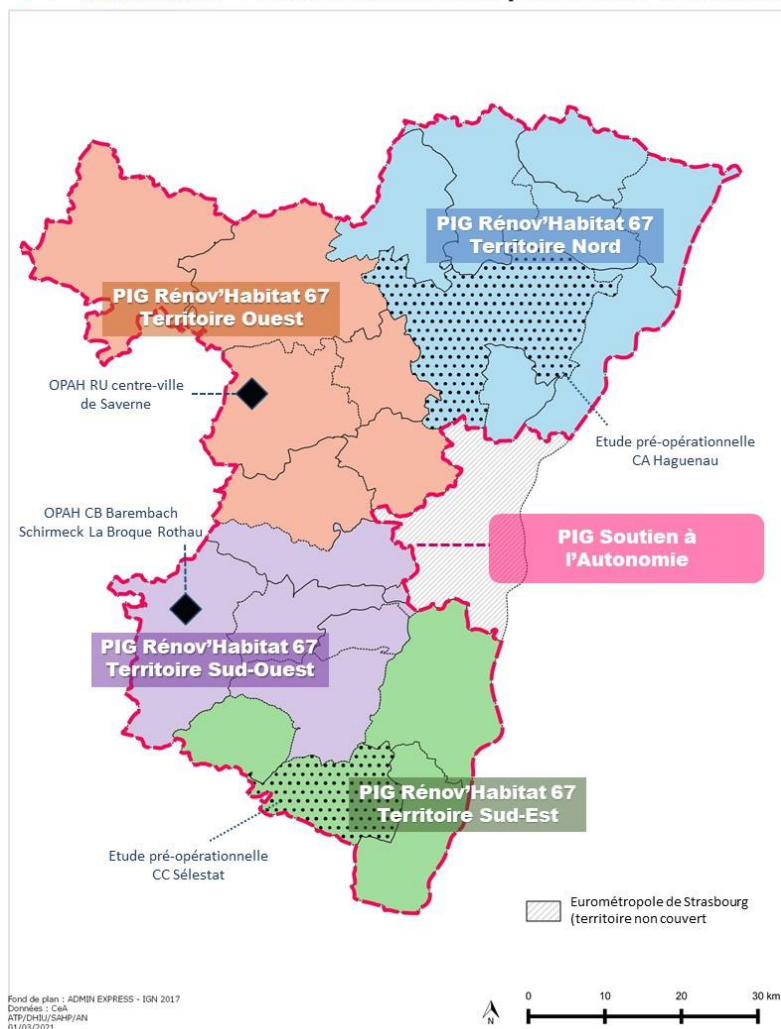 PIG Rénov'Habitat 67
Territoire Nord
PIG Rénov'Habitat 67
Territoire Ouest
OPAH RU centre-ville
de Saverne
Etude pré-opérationnelle
CA Haguenau
OPAH CB Barembach
Schirmeck La Broque Rothau
PIG Soutien à
l'Autonomie
PIG Rénov'Habitat 67
Territoire Sud-Ouest
PIG Rénov'Habitat 67
Territoire Sud-Est
Etude pré-opérationnelle
CC Sélestat
Eurométropole de Strasbourg
(territoire non couvert
Fond de plan : ADMIN EXPRESS - IGN 2017
Données : CeA
ATP/DHIU/SAHP/AN
01/03/2021
N
0 10 20 30 km